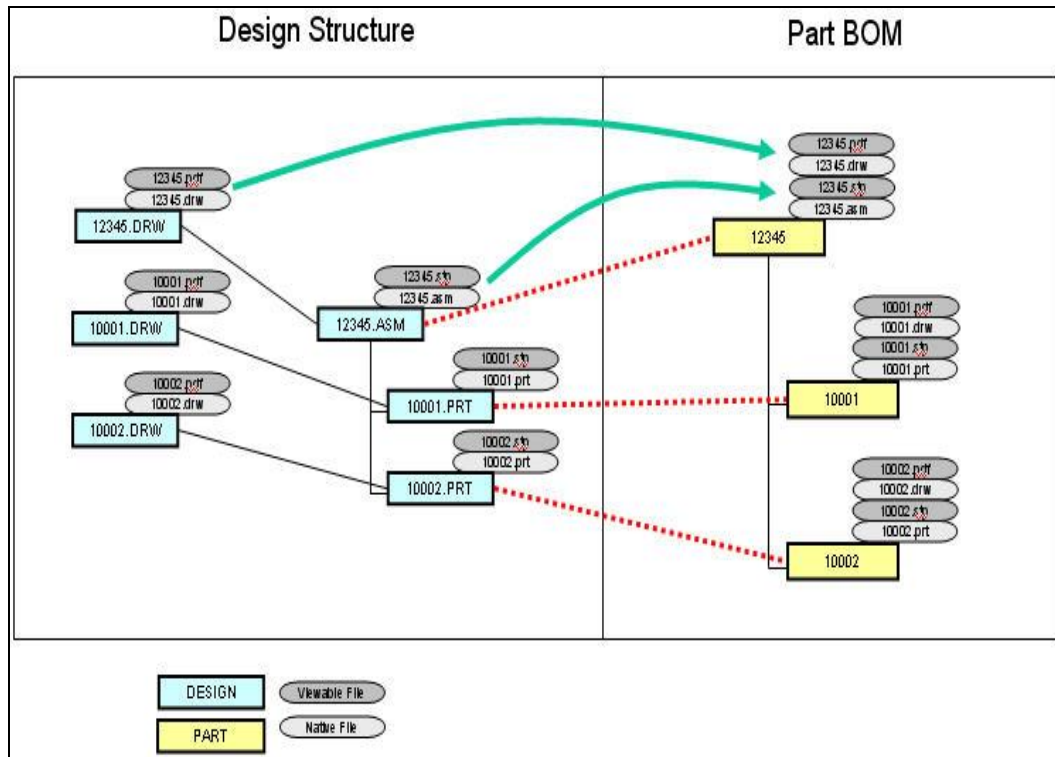 Design Structure
Part BOM
12345.pdf
12345.drw
12345.DRW
10001.pdf
10001.drw
10001.DRW
10002.pdf
10002.drw
10002.DRW
12345.stp
12345.asm
12345.ASM
10001.stp
10001.prt
10001.PRT
10002.stp
10002.prt
10002.PRT
12345.pdf
12345.drw
12345.stp
12345.asm
12345
10001.pdf
10001.drw
10001.stp
10001.prt
10001
10002.pdf
10002.drw
10002.stp
10002.prt
10002
DESIGN
Viewable File
PART
Native File